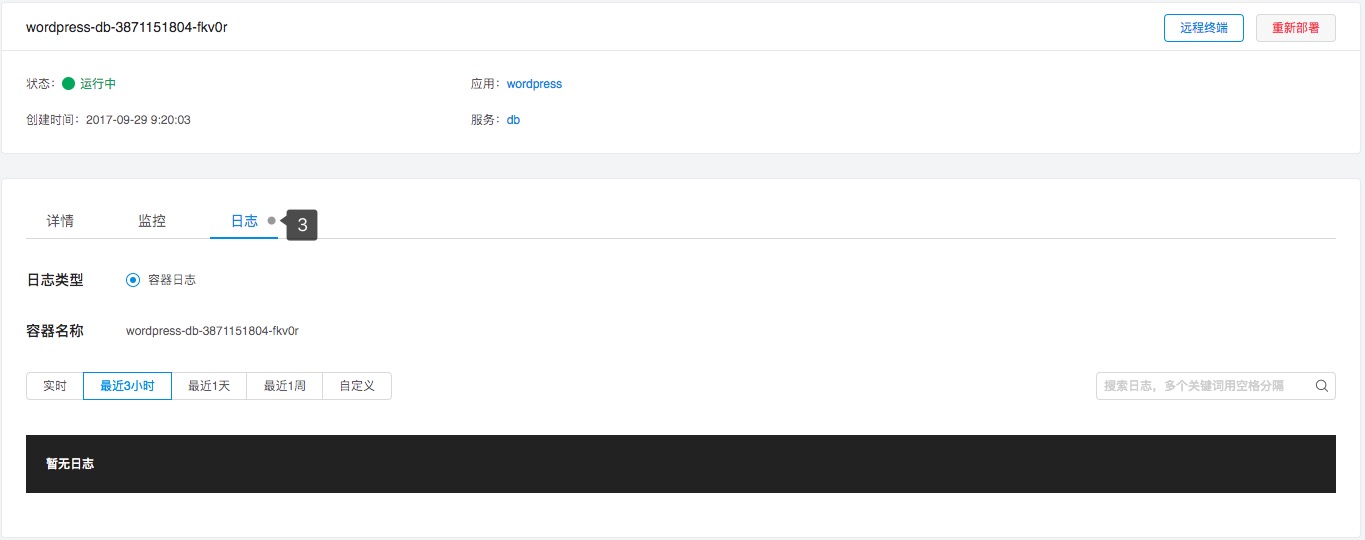 wordpress-db-3871151804-fkv0r 远程终端 重新部署
状态： 运行中 应用： wordpress
创建时间： 2017-09-29 9:20:03 服务： db
详情 监控 日志 3
日志类型 容器日志
容器名称 wordpress-db-3871151804-fkv0r
实时 最近3小时 最近1天 最近1周 自定义 搜索日志，多个关键词用空格分隔
暂无日志